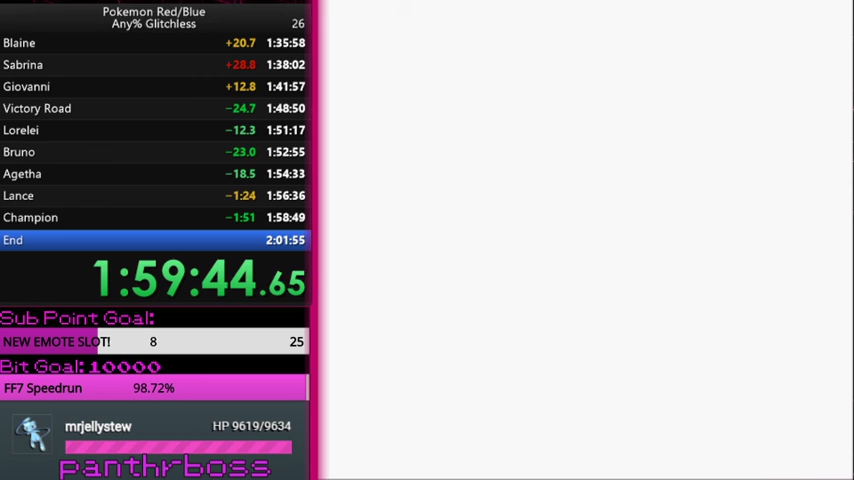 Pokemon Red/Blue
Any% Glitchless 26
Blaine +20.7 1:35:58
Sabrina +28.8 1:38:02
Giovanni +12.8 1:41:57
Victory Road −24.7 1:48:50
Lorelei −12.3 1:51:17
Bruno −23.0 1:52:55
Agetha −18.5 1:54:33
Lance −1:24 1:56:36
Champion −1:51 1:58:49
End 2:01:55
1:59:44.65
Sub Point Goal:
NEW EMOTE SLOT! 8 25
Bit Goal: 10000
FF7 Speedrun 98.72%
mrjellystew HP 9619/9634
panthrboss